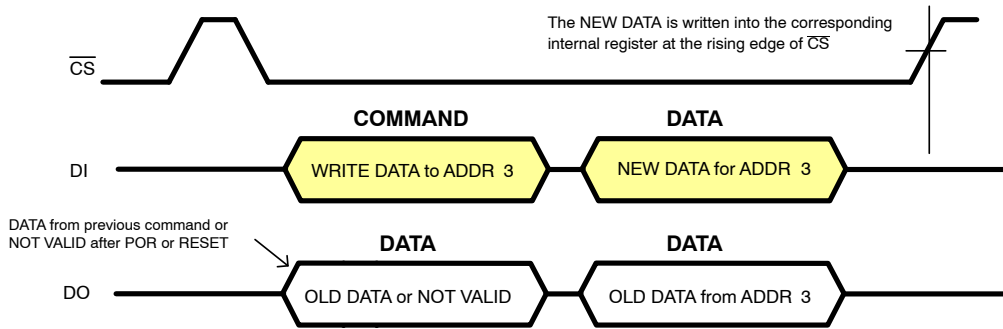 The NEW DATA is written into the corresponding
internal register at the rising edge of C̅S̅
C̅S̅
COMMAND
DATA
DI
WRITE DATA to ADDR 3
NEW DATA for ADDR 3
DATA from previous command or
NOT VALID after POR or RESET
DATA
DATA
DO
OLD DATA or NOT VALID
OLD DATA from ADDR 3